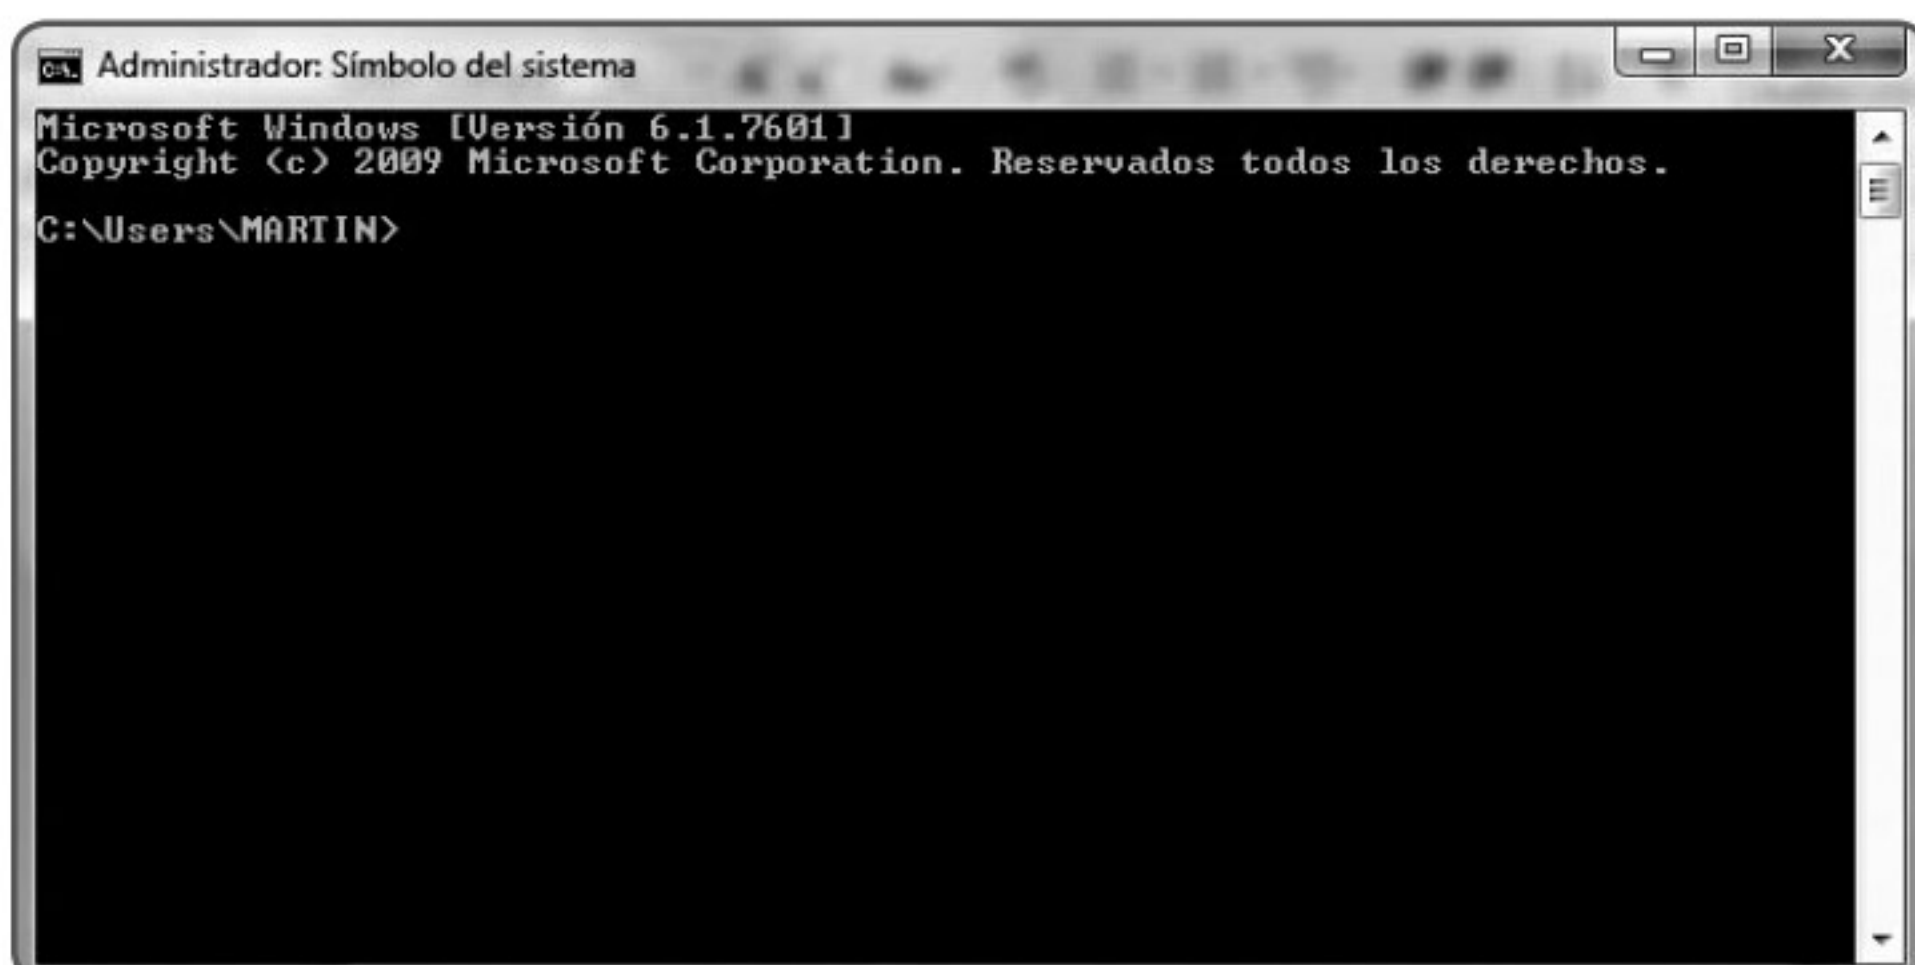 Administrador: Símbolo del sistema
Microsoft Windows [Versión 6.1.7601]
Copyright (c) 2009 Microsoft Corporation. Reservados todos los derechos.
C:\Users\MARTIN>